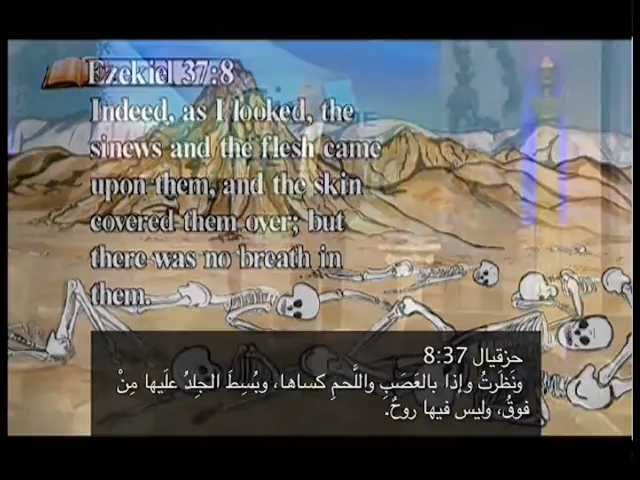 Ezekiel 37:8
Indeed, as I looked, the
sinews and the flesh came
upon them, and the skin
covered them over; but
there was no breath in
them.
حزقيال 8:37
ونَظَرتُ وإذا بالعَصَبِ واللَّحمِ كساها، وبُسِطَ الجِلدُ علَيها مِنْ
فوقُ، وليس فيها روحٌ.